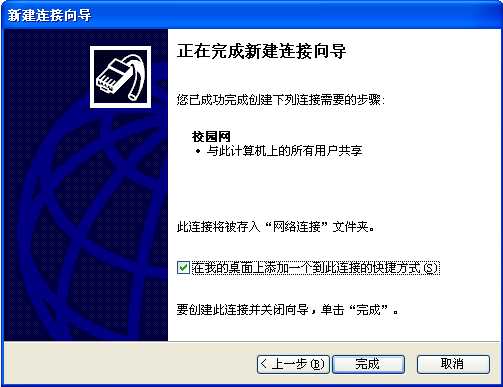 新建连接向导
正在完成新建连接向导
您已成功完成创建下列连接需要的步骤:
校园网
• 与此计算机上的所有用户共享
此连接将被存入“网络连接”文件夹。
在我的桌面上添加一个到此连接的快捷方式(S)
要创建此连接并关闭向导，单击“完成”。
< 上一步(B) 完成 取消